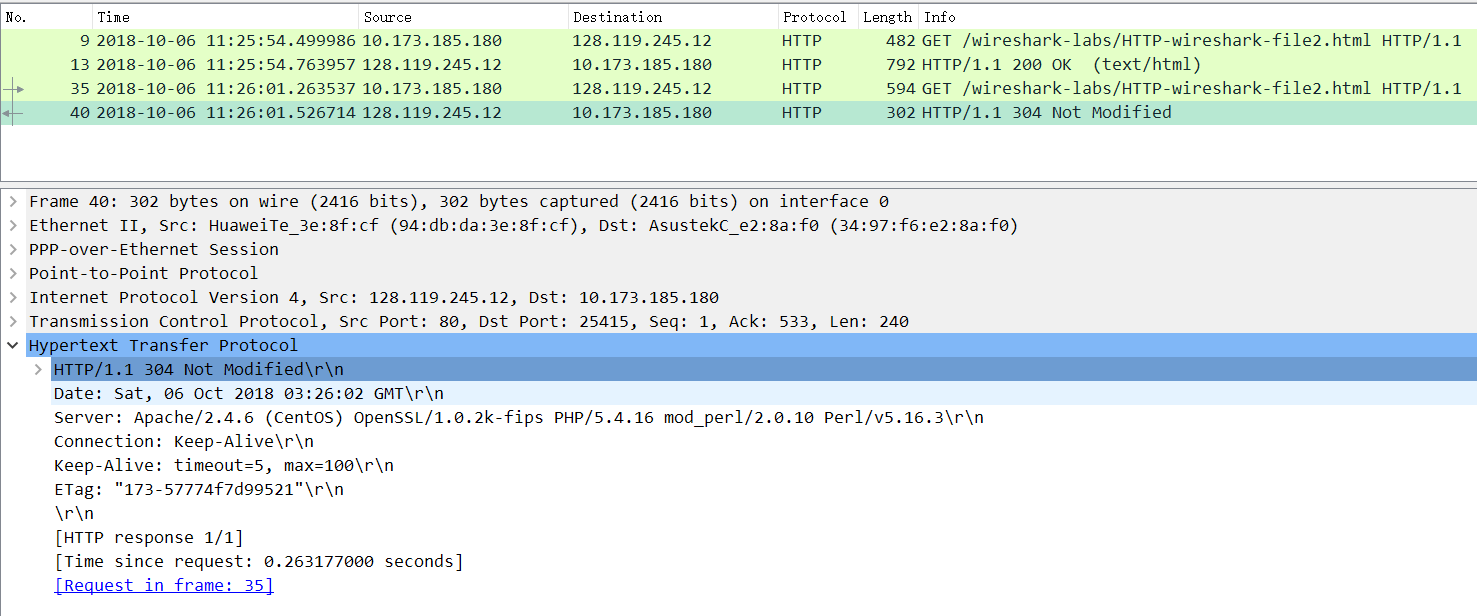 No. Time Source Destination Protocol Length Info
9 2018-10-06 11:25:54.499986 10.173.185.180 128.119.245.12 HTTP 482 GET /wireshark-labs/HTTP-wireshark-file2.html HTTP/1.1
13 2018-10-06 11:25:54.763957 128.119.245.12 10.173.185.180 HTTP 792 HTTP/1.1 200 OK  (text/html)
35 2018-10-06 11:26:01.263537 10.173.185.180 128.119.245.12 HTTP 594 GET /wireshark-labs/HTTP-wireshark-file2.html HTTP/1.1
40 2018-10-06 11:26:01.526714 128.119.245.12 10.173.185.180 HTTP 302 HTTP/1.1 304 Not Modified
Frame 40: 302 bytes on wire (2416 bits), 302 bytes captured (2416 bits) on interface 0
Ethernet II, Src: HuaweiTe_3e:8f:cf (94:db:da:3e:8f:cf), Dst: AsustekC_e2:8a:f0 (34:97:f6:e2:8a:f0)
PPP-over-Ethernet Session
Point-to-Point Protocol
Internet Protocol Version 4, Src: 128.119.245.12, Dst: 10.173.185.180
Transmission Control Protocol, Src Port: 80, Dst Port: 25415, Seq: 1, Ack: 533, Len: 240
Hypertext Transfer Protocol
HTTP/1.1 304 Not Modified\r\n
Date: Sat, 06 Oct 2018 03:26:02 GMT\r\n
Server: Apache/2.4.6 (CentOS) OpenSSL/1.0.2k-fips PHP/5.4.16 mod_perl/2.0.10 Perl/v5.16.3\r\n
Connection: Keep-Alive\r\n
Keep-Alive: timeout=5, max=100\r\n
ETag: "173-57774f7d99521"\r\n
\r\n
[HTTP response 1/1]
[Time since request: 0.263177000 seconds]
[Request in frame: 35]